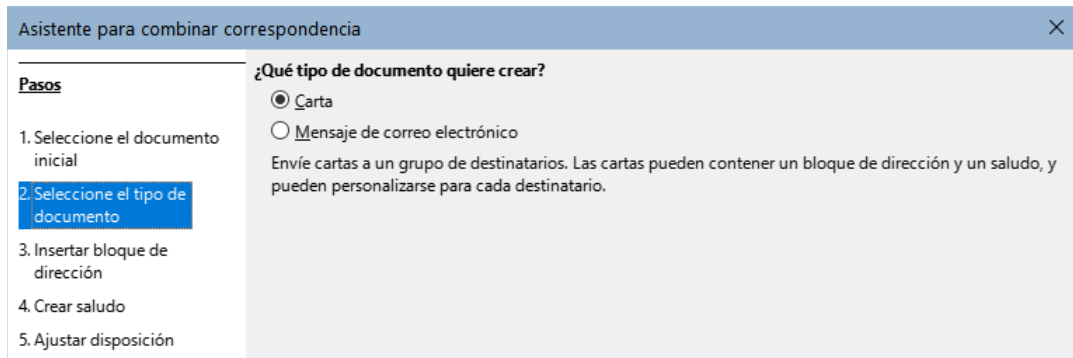 Asistente para combinar correspondencia
Pasos
1. Seleccione el documento
inicial
2. Seleccione el tipo de
documento
3. Insertar bloque de
dirección
4. Crear saludo
5. Ajustar disposición
¿Qué tipo de documento quiere crear?
Carta
Mensaje de correo electrónico
Envíe cartas a un grupo de destinatarios. Las cartas pueden contener un bloque de dirección y un saludo, y
pueden personalizarse para cada destinatario.